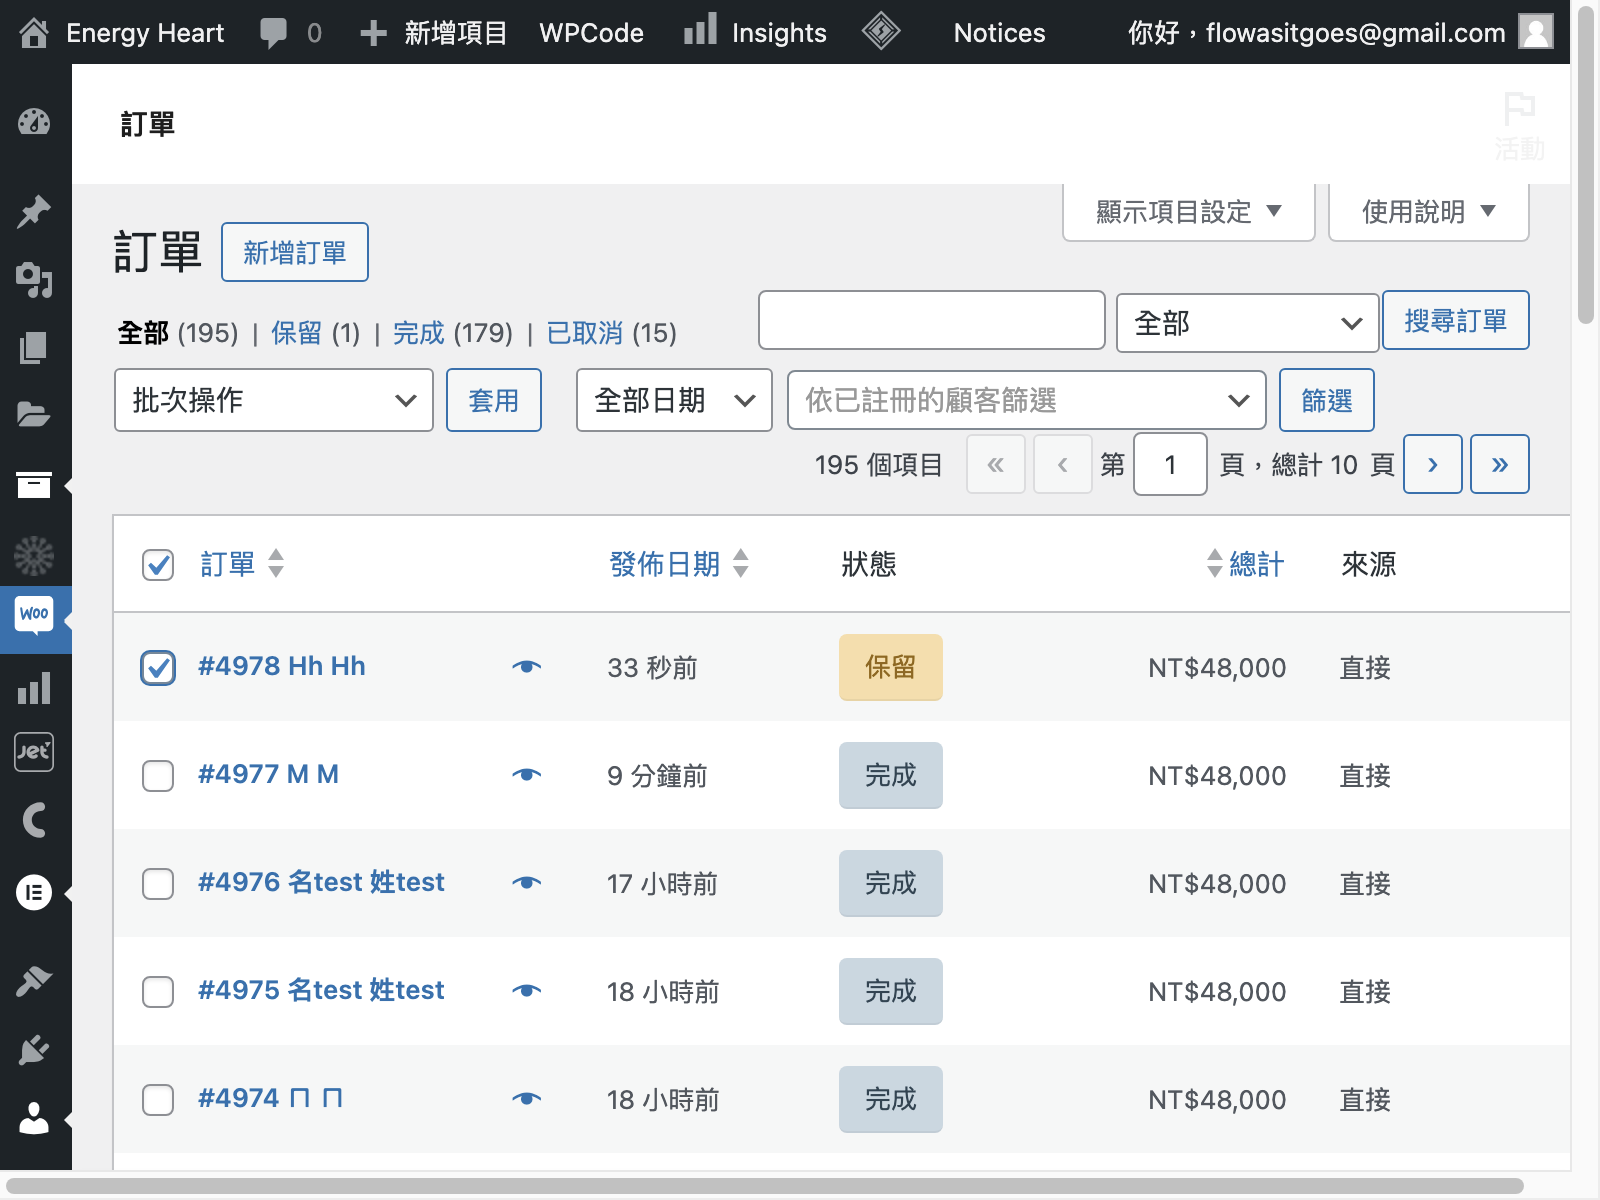 Energy Heart 0 新增項目 WPCode Insights Notices 你好，flowasitgoes@gmail.com
訂單
活動
顯示項目設定 ▼ 使用說明 ▼
訂單 新增訂單
全部 (195) | 保留 (1) | 完成 (179) | 已取消 (15) 全部 搜尋訂單
批次操作 套用 全部日期 依已註冊的顧客篩選 篩選
195 個項目 « ‹ 第 1 頁，總計 10 頁 › »
訂單 發佈日期 狀態 總計 來源
Woo
#4978 Hh Hh 33 秒前 保留 NT$48,000 直接
Jet
#4977 M M 9 分鐘前 完成 NT$48,000 直接
#4976 名test 姓test 17 小時前 完成 NT$48,000 直接
#4975 名test 姓test 18 小時前 完成 NT$48,000 直接
#4974 ㄇ ㄇ 18 小時前 完成 NT$48,000 直接